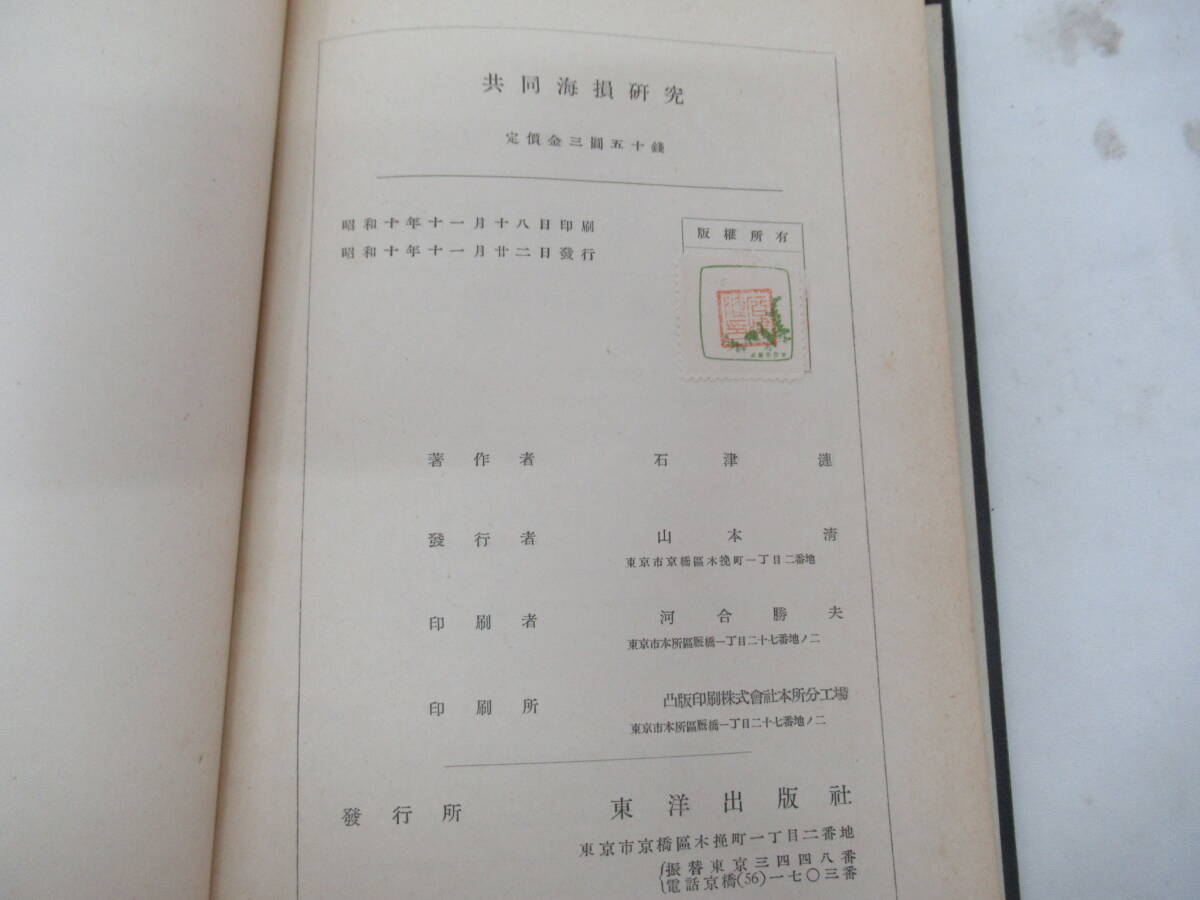 共同海損研究
定價金三圓五十錢
昭和十年十一月十八日印刷
昭和十年十一月廿二日發行
版權所有
著作者 石津漣
發行者 山本淸
東京市京橋區木挽町一丁目二番地
印刷者 河合勝夫
東京市本所區厩橋一丁目二十七番地ノ二
印刷所 凸版印刷株式會社本所分工場
東京市本所區厩橋一丁目二十七番地ノ二
發行所 東洋出版社
東京市京橋區木挽町一丁目二番地
振替東京三四四八番
電話京橋(56)一七〇三番